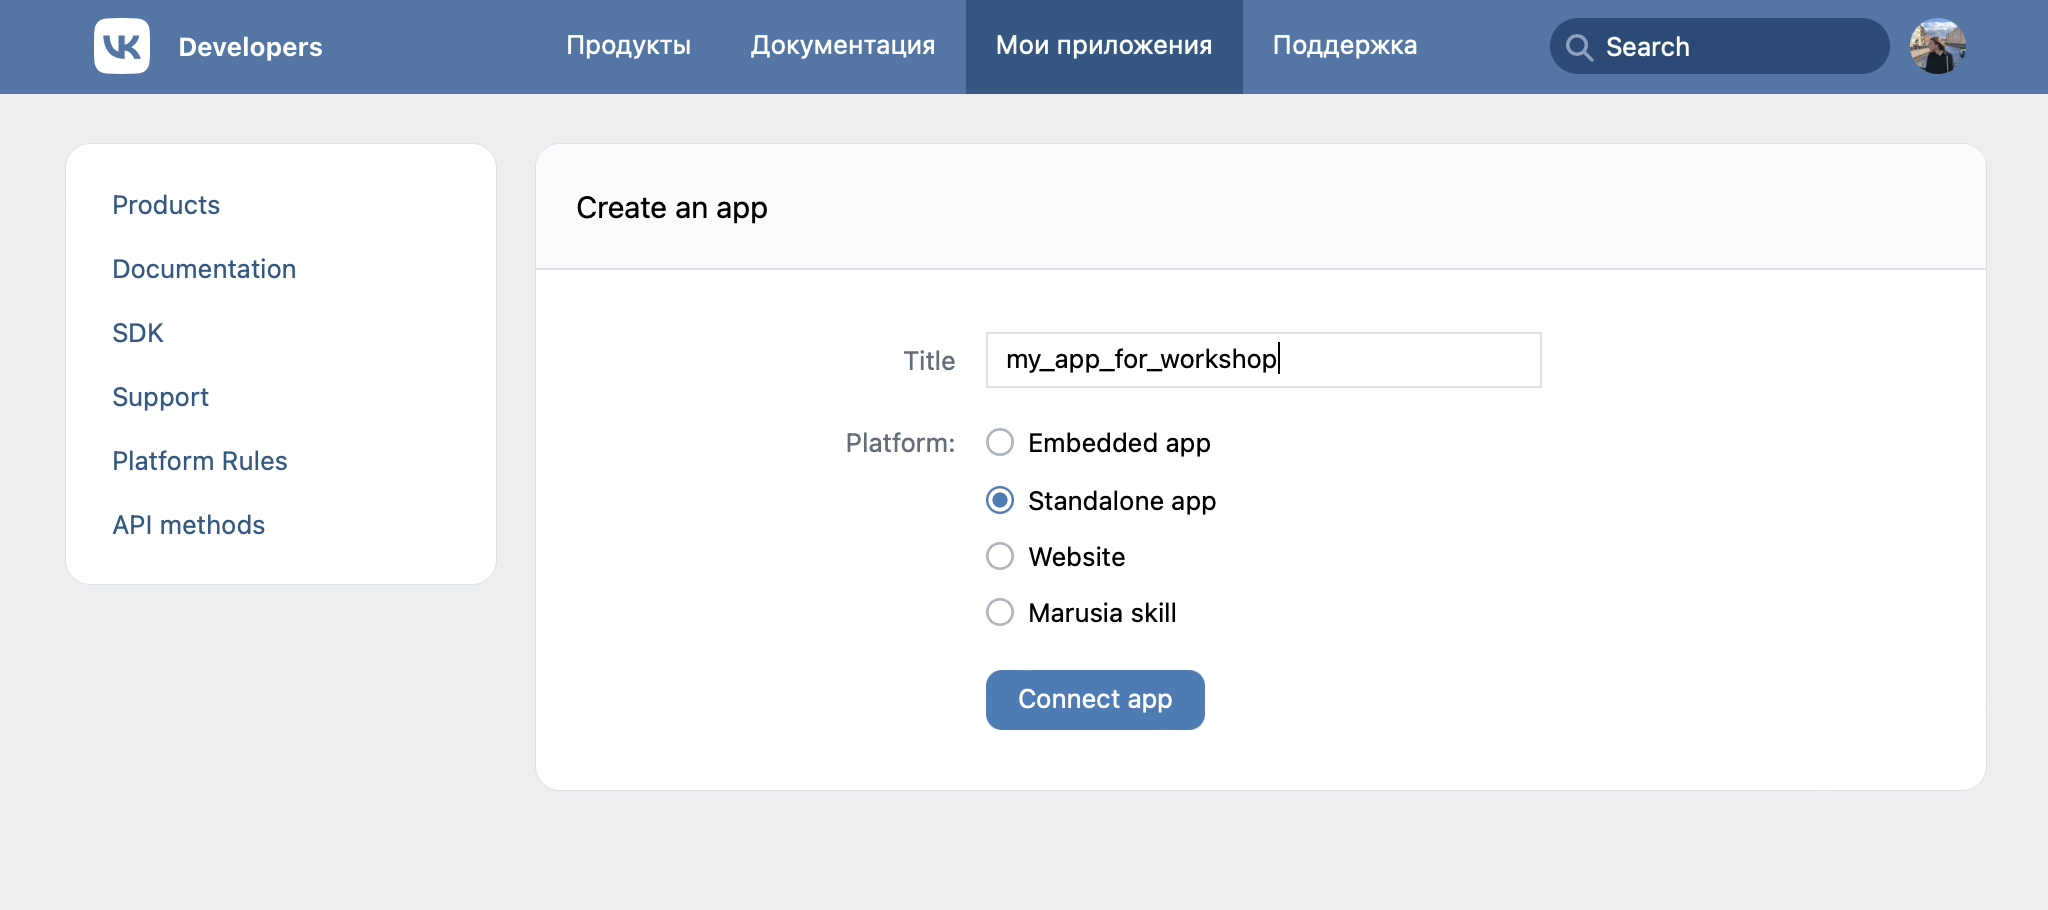 VK Developers Продукты Документация Мои приложения Поддержка Search
Products
Documentation
SDK
Support
Platform Rules
API methods
Create an app
Title my_app_for_workshop
Platform: Embedded app
Standalone app
Website
Marusia skill
Connect app